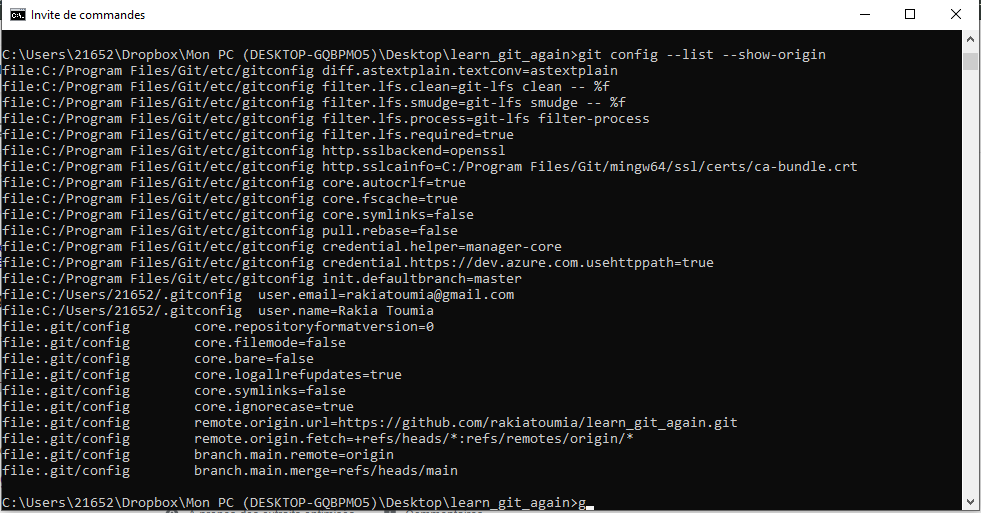 Invite de commandes
C:\Users\21652\Dropbox\Mon PC (DESKTOP-GQBPMO5)\Desktop\learn_git_again>git config --list --show-origin
file:C:/Program Files/Git/etc/gitconfig diff.astextplain.textconv=astextplain
file:C:/Program Files/Git/etc/gitconfig filter.lfs.clean=git-lfs clean -- %f
file:C:/Program Files/Git/etc/gitconfig filter.lfs.smudge=git-lfs smudge -- %f
file:C:/Program Files/Git/etc/gitconfig filter.lfs.process=git-lfs filter-process
file:C:/Program Files/Git/etc/gitconfig filter.lfs.required=true
file:C:/Program Files/Git/etc/gitconfig http.sslbackend=openssl
file:C:/Program Files/Git/etc/gitconfig http.sslcainfo=C:/Program Files/Git/mingw64/ssl/certs/ca-bundle.crt
file:C:/Program Files/Git/etc/gitconfig core.autocrlf=true
file:C:/Program Files/Git/etc/gitconfig core.fscache=true
file:C:/Program Files/Git/etc/gitconfig core.symlinks=false
file:C:/Program Files/Git/etc/gitconfig pull.rebase=false
file:C:/Program Files/Git/etc/gitconfig credential.helper=manager-core
file:C:/Program Files/Git/etc/gitconfig credential.https://dev.azure.com.usehttppath=true
file:C:/Program Files/Git/etc/gitconfig init.defaultbranch=master
file:C:/Users/21652/.gitconfig  user.email=rakiatoumia@gmail.com
file:C:/Users/21652/.gitconfig  user.name=Rakia Toumia
file:.git/config        core.repositoryformatversion=0
file:.git/config        core.filemode=false
file:.git/config        core.bare=false
file:.git/config        core.logallrefupdates=true
file:.git/config        core.symlinks=false
file:.git/config        core.ignorecase=true
file:.git/config        remote.origin.url=https://github.com/rakiatoumia/learn_git_again.git
file:.git/config        remote.origin.fetch=+refs/heads/*:refs/remotes/origin/*
file:.git/config        branch.main.remote=origin
file:.git/config        branch.main.merge=refs/heads/main
C:\Users\21652\Dropbox\Mon PC (DESKTOP-GQBPMO5)\Desktop\learn_git_again>g